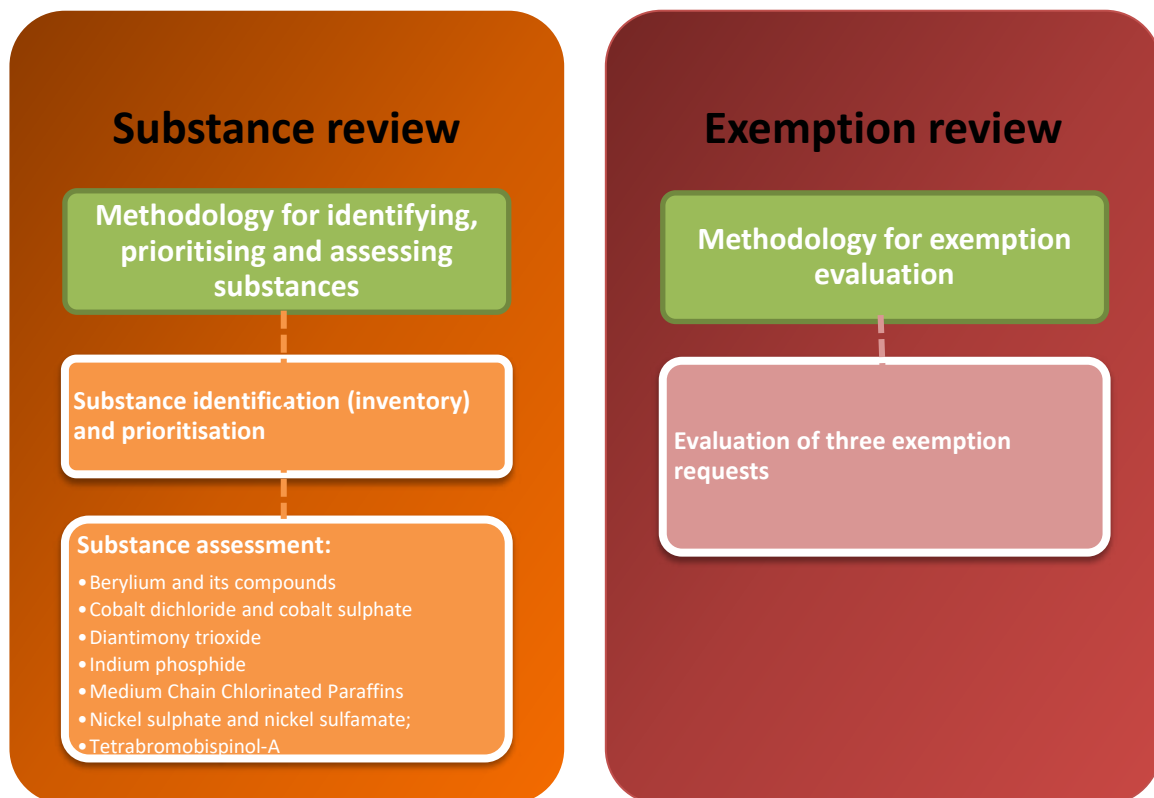 Substance review
Methodology for identifying,
prioritising and assessing
substances
Substance identification (inventory)
and prioritisation
Substance assessment:
•Berylium and its compounds
•Cobalt dichloride and cobalt sulphate
•Diantimony trioxide
•Indium phosphide
•Medium Chain Chlorinated Paraffins
•Nickel sulphate and nickel sulfamate;
•Tetrabromobispinol-A
Exemption review
Methodology for exemption
evaluation
Evaluation of three exemption
requests